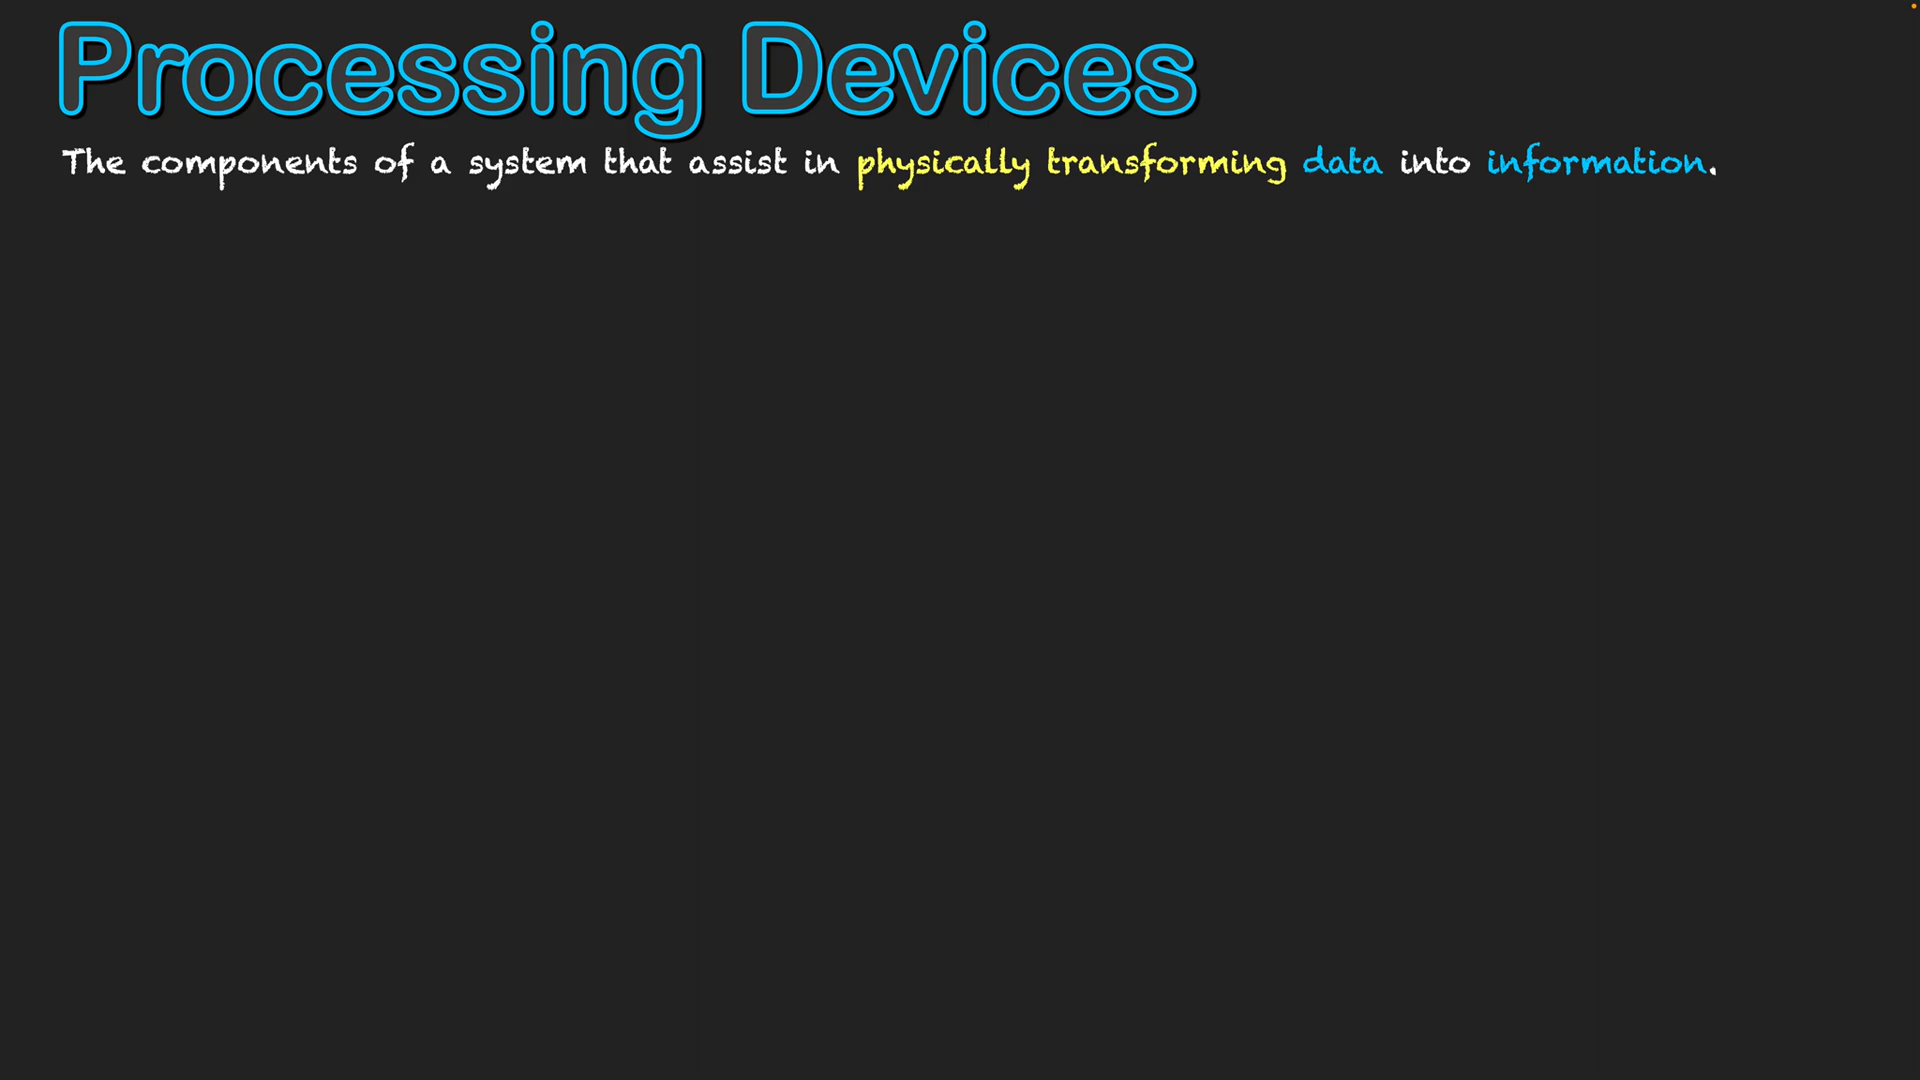 Processing Devices
The components of a system that assist in physically transforming data into information.